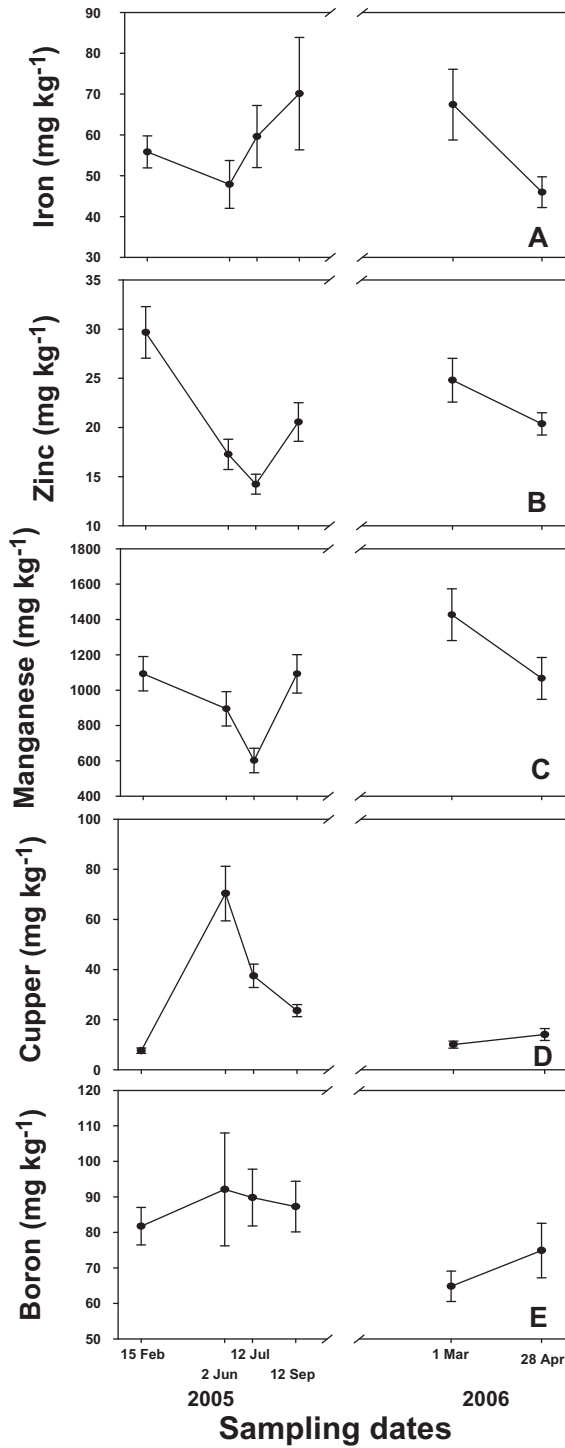 Iron (mg kg-1)
90
80
70
60
50
40
30
A
Zinc (mg kg-1)
35
30
25
20
15
10
B
Manganese (mg kg-1)
1800
1600
1400
1200
1000
800
600
400
C
Cupper (mg kg-1)
100
80
60
40
20
0
D
Boron (mg kg-1)
120
110
100
90
80
70
60
50
E
15 Feb 12 Jul 1 Mar 28 Apr
2 Jun 12 Sep
2005 2006
Sampling dates